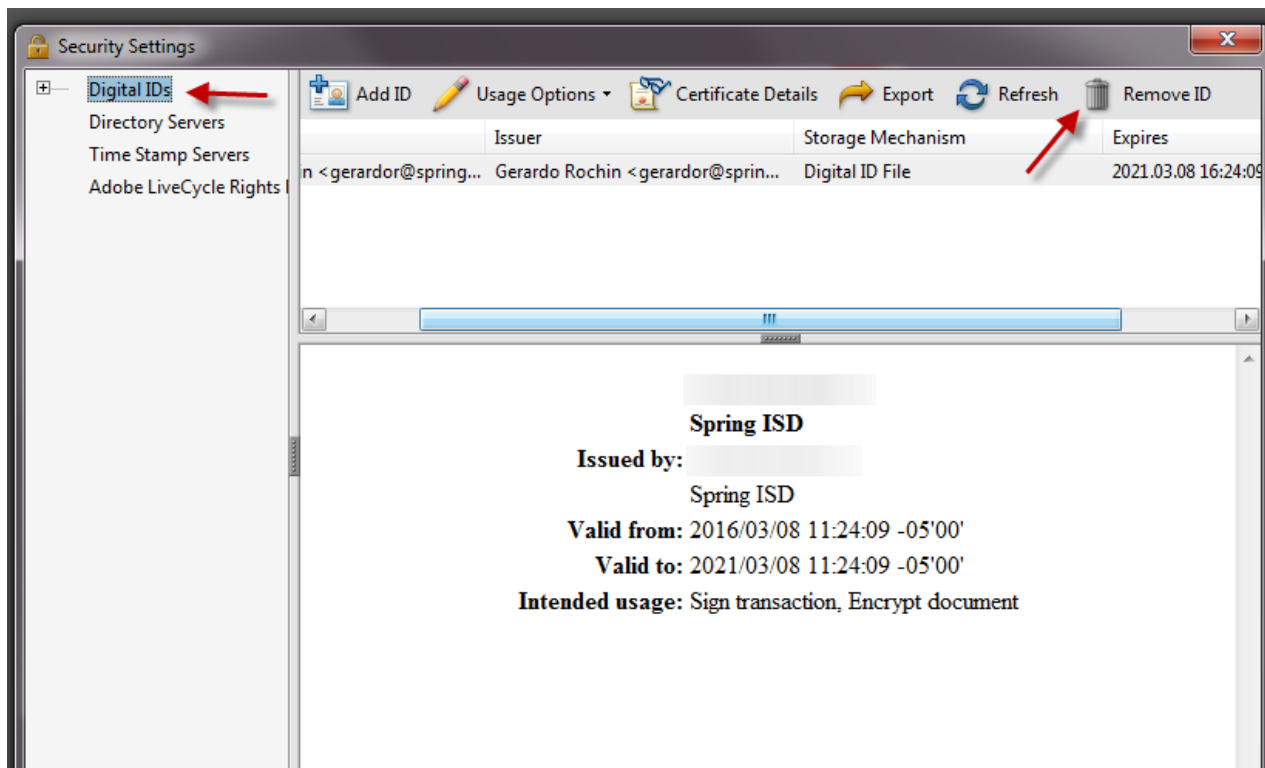 Security Settings
Digital IDs
Directory Servers
Time Stamp Servers
Adobe LiveCycle Rights
Add ID Usage Options Certificate Details Export Refresh Remove ID
Issuer Storage Mechanism Expires
n <gerardor@spring... Gerardo Rochin <gerardor@sprin... Digital ID File 2021.03.08 16:24:09
Spring ISD
Issued by:
Spring ISD
Valid from: 2016/03/08 11:24:09 -05'00'
Valid to: 2021/03/08 11:24:09 -05'00'
Intended usage: Sign transaction, Encrypt document